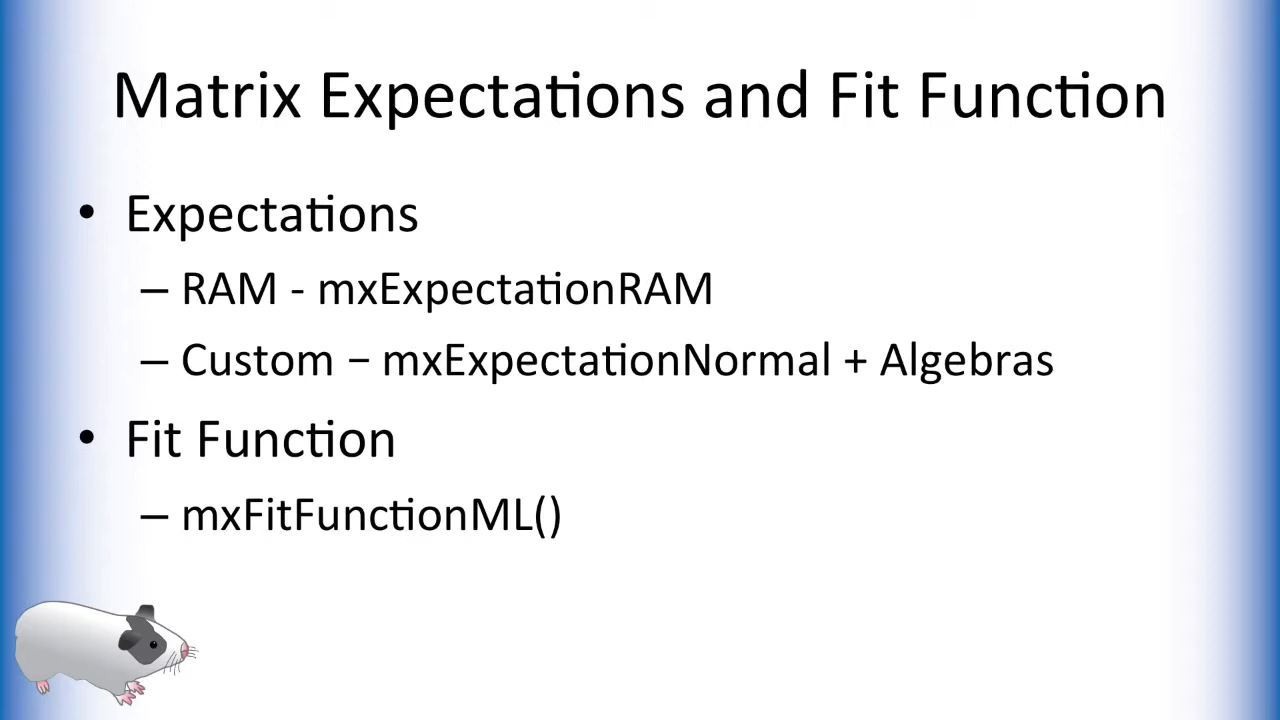 Matrix Expectations and Fit Function
• Expectations
– RAM - mxExpectationRAM
– Custom – mxExpectationNormal + Algebras
• Fit Function
– mxFitFunctionML()